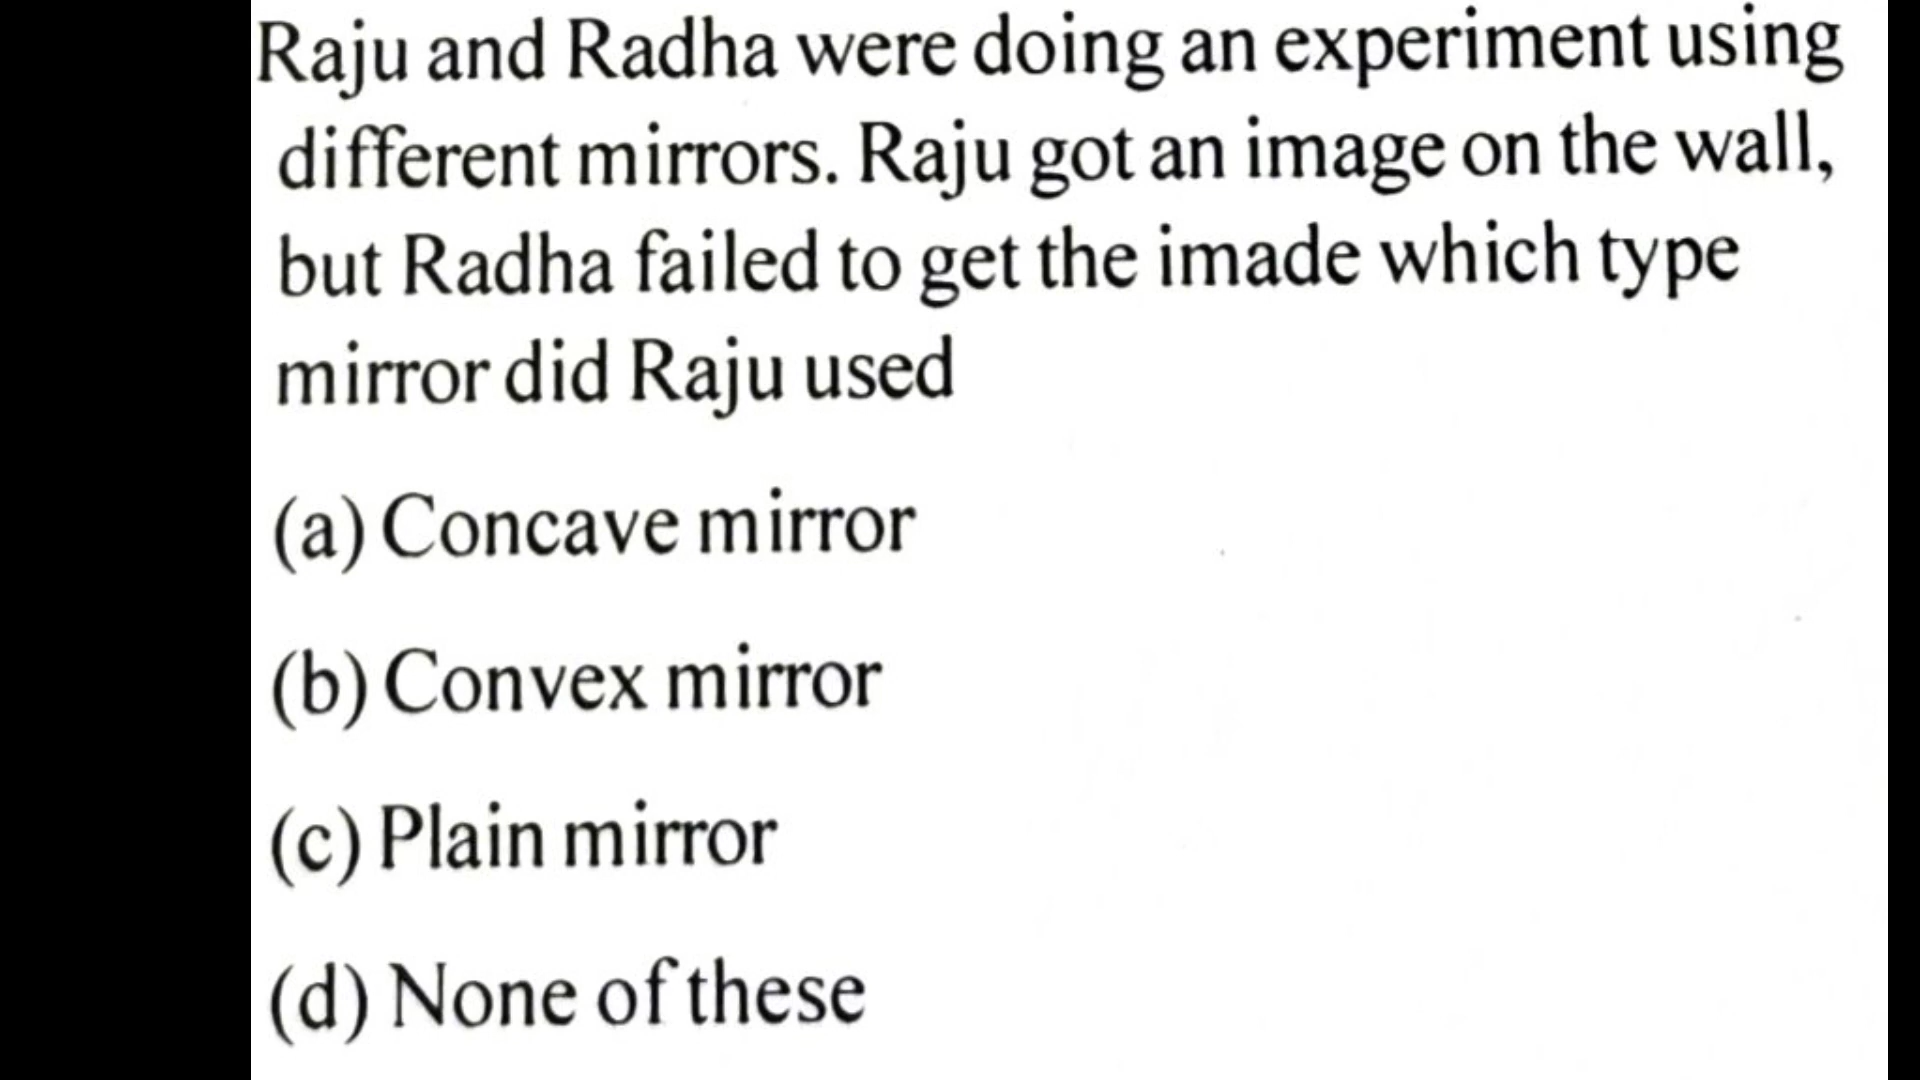 Raju and Radha were doing an experiment using
different mirrors. Raju got an image on the wall,
but Radha failed to get the imade which type
mirror did Raju used
(a) Concave mirror
(b) Convex mirror
(c) Plain mirror
(d) None of these